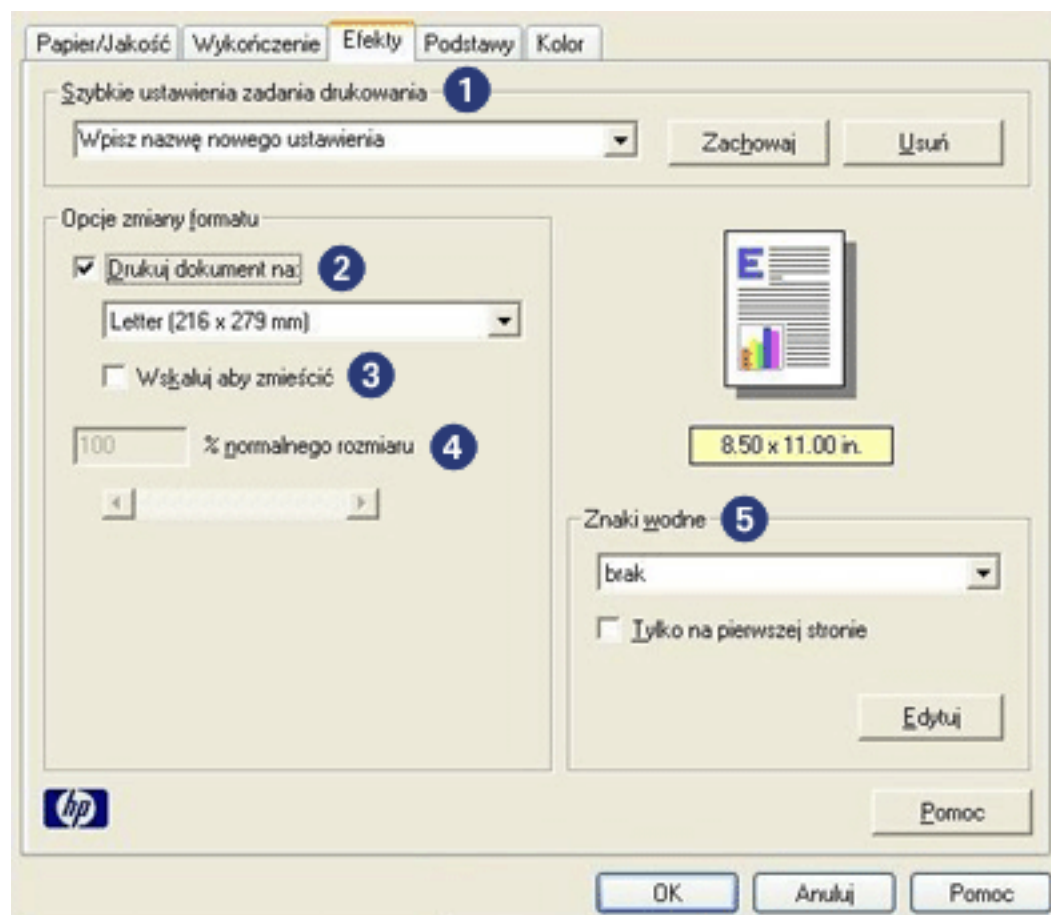 Papier/Jakość Wykończenie Efekty Podstawy Kolor
Szybkie ustawienia zadania drukowania 1
Wpisz nazwę nowego ustawienia Zachowaj Usuń
Opcje zmiany formatu
Drukuj dokument na: 2
E
Letter (216 x 279 mm)
Wskaluj aby zmieścić 3
100 % normalnego rozmiaru 4
8.50 x 11.00 in.
Znaki wodne 5
brak
Tylko na pierwszej stronie
Edytuj
hp
Pomoc
OK Anuluj Pomoc